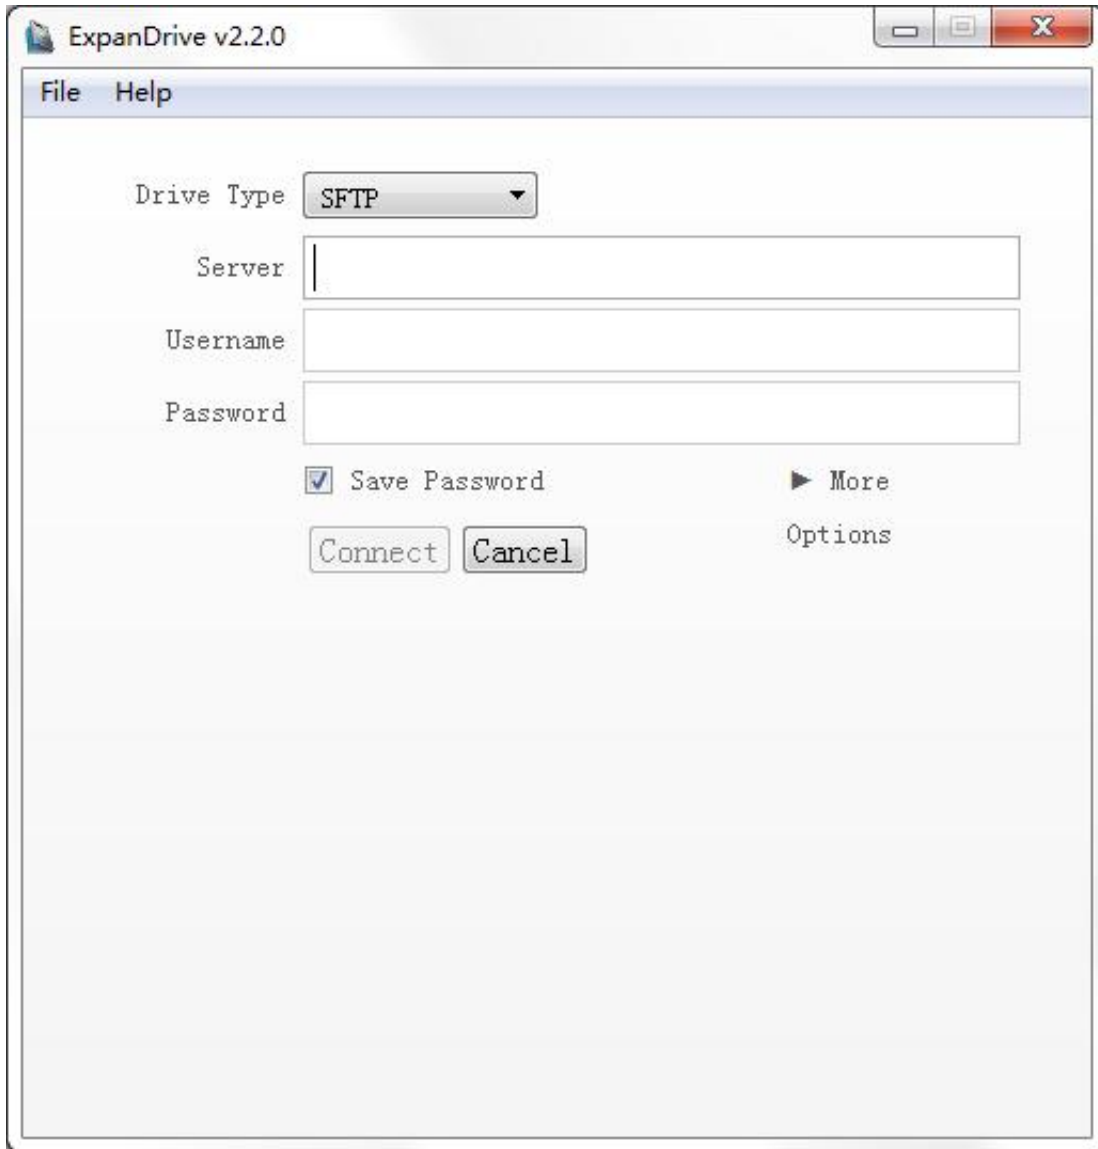 ExpanDrive v2.2.0
File Help
Drive Type SFTP
Server
Username
Password
Save Password ▶ More
Options
Connect Cancel